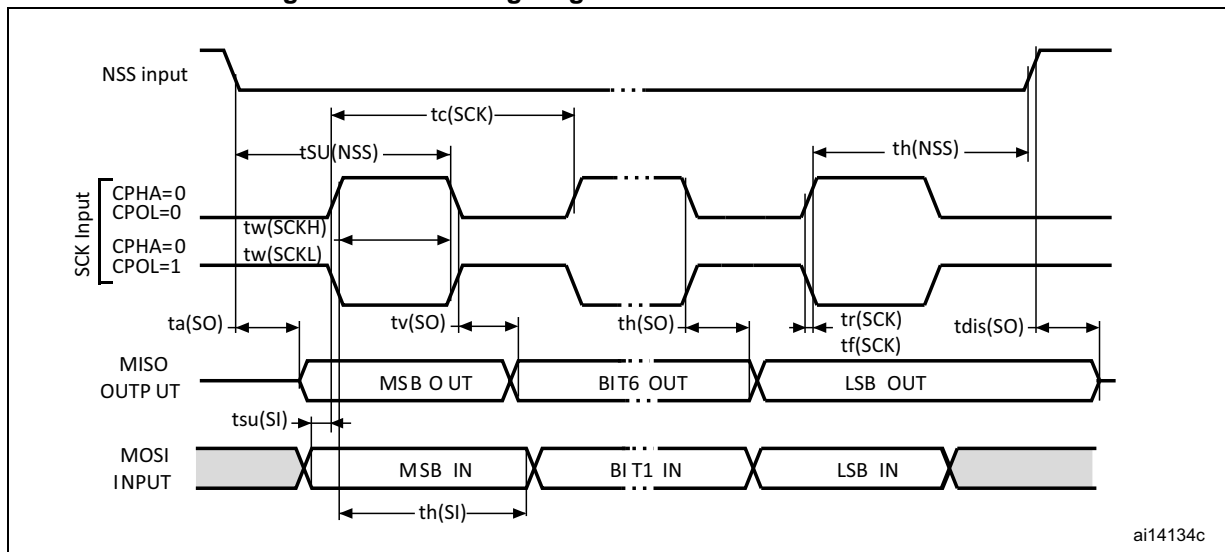 NSS input
tc(SCK)
tSU(NSS)
th(NSS)
SCK Input
CPHA=0
CPOL=0
tw(SCKH)
CPHA=0
tw(SCKL)
CPOL=1
ta(SO)
tv(SO)
th(SO)
tr(SCK)
tf(SCK)
tdis(SO)
MISO
OUTP UT
MSB O UT
BIT6 OUT
LSB OUT
tsu(SI)
MOSI
INPUT
MSB IN
BIT1 IN
LSB IN
th(SI)
ai14134c